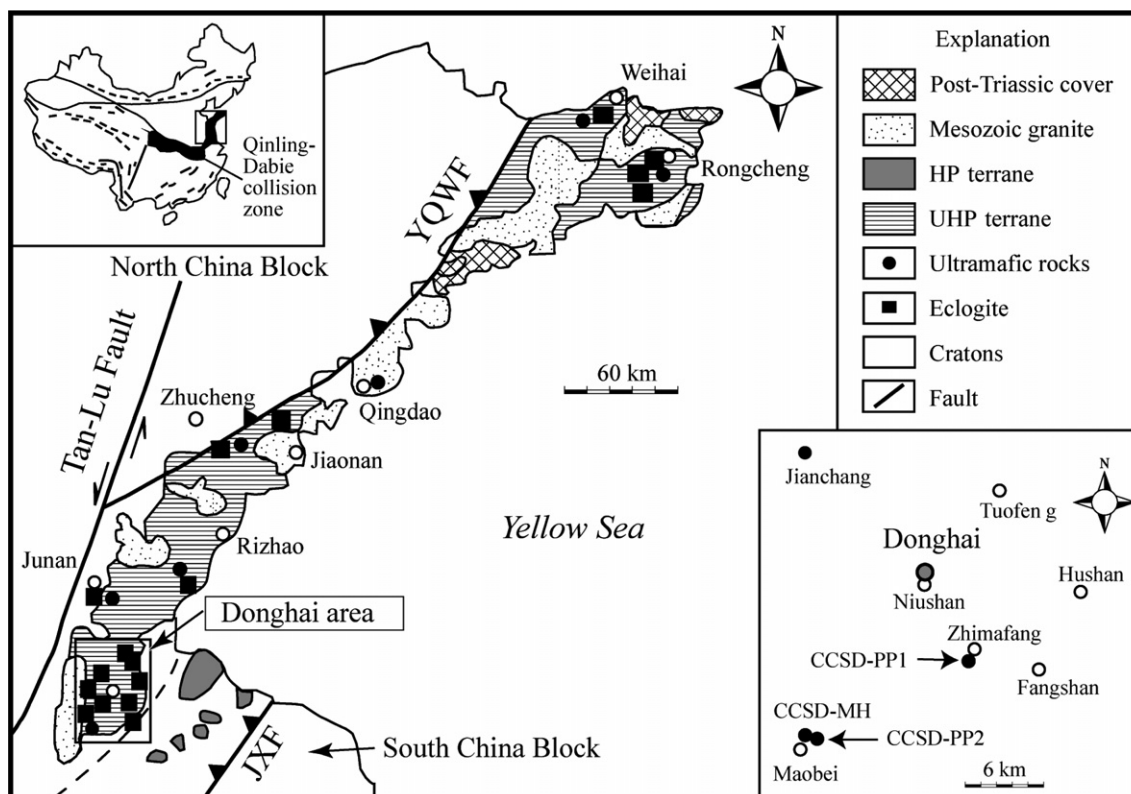 Qinling-
Dabie
collision
zone
North China Block
Tan-Lu Fault
YQWF
Weihai
Rongcheng
N
Zhucheng
Qingdao
Jiaonan
60 km
Rizhao
Junan
Yellow Sea
Donghai area
JXF
South China Block
Explanation
Post-Triassic cover
Mesozoic granite
HP terrane
UHP terrane
Ultramafic rocks
Eclogite
Cratons
Fault
Jianchang
N
Tuofen g
Donghai
Niushan
Hushan
Zhimafang
CCSD-PP1
Fangshan
CCSD-MH
CCSD-PP2
Maobei
6 km